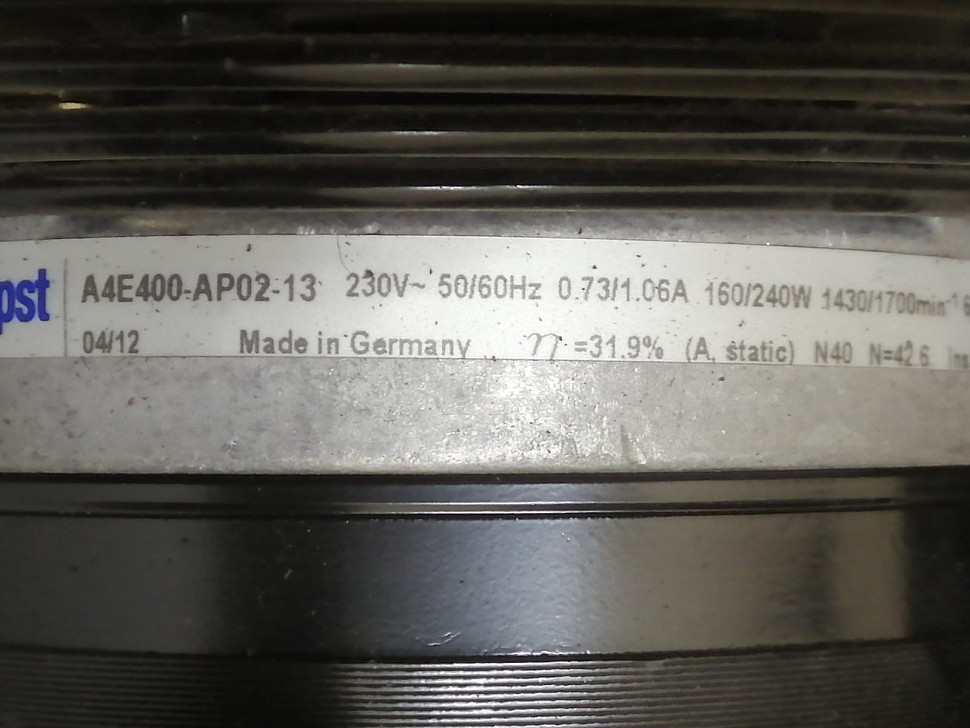 pst A4E400-AP02-13 230V~ 50/60Hz 0.73/1.06A 160/240W 1430/1700min⁻¹
04/12 Made in Germany η =31.9% (A, static) N40 N=42.6